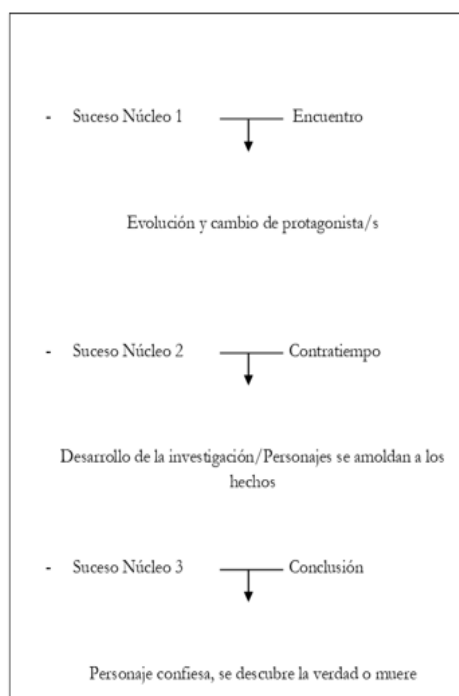 - Suceso Núcleo 1 Encuentro
Evolución y cambio de protagonista/s
- Suceso Núcleo 2 Contratiempo
Desarrollo de la investigación/Personajes se amoldan a los
hechos
- Suceso Núcleo 3 Conclusión
Personaje confiesa, se descubre la verdad o muere